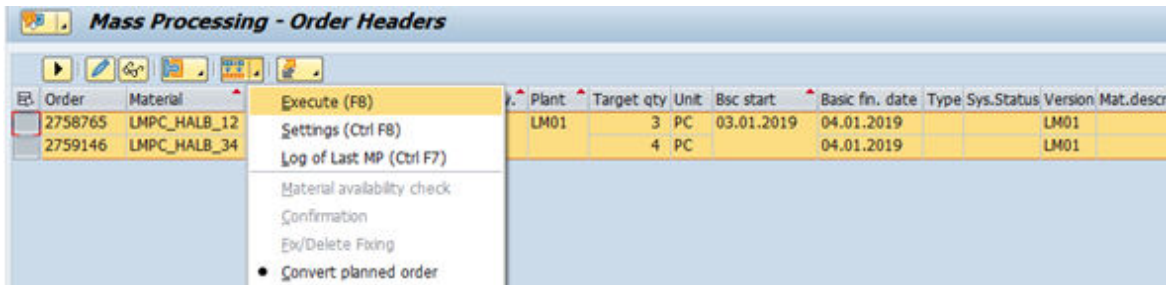 Mass Processing - Order Headers
Order Material Plant Target qty Unit Bsc start Basic fin. date Type Sys.Status Version Mat.descr
2758765 LMPC_HALB_12 LM01 3 PC 03.01.2019 04.01.2019 LM01
2759146 LMPC_HALB_34 4 PC 04.01.2019 LM01
Execute (F8)
Settings (Ctrl F8)
Log of Last MP (Ctrl F7)
Material availability check
Confirmation
Fix/Delete Fixing
Convert planned order